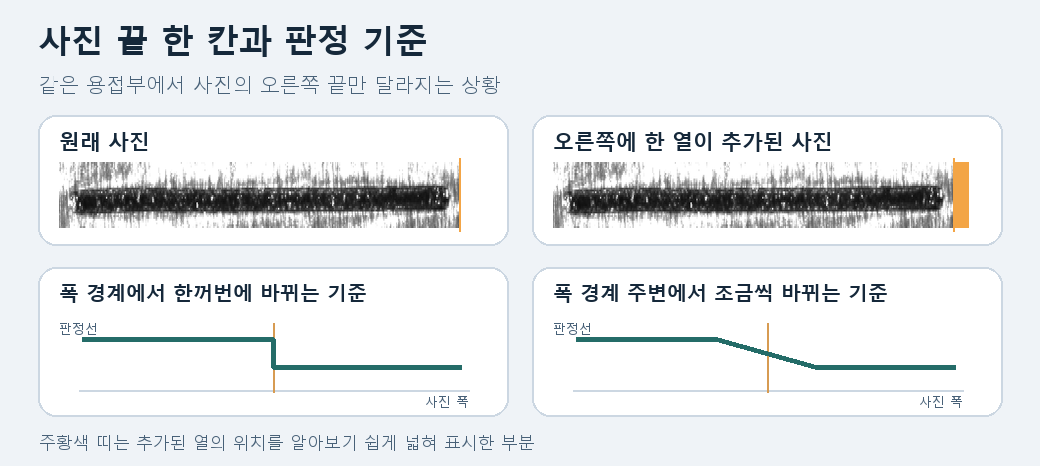 사진 끝 한 칸과 판정 기준
같은 용접부에서 사진의 오른쪽 끝만 달라지는 상황
원래 사진
오른쪽에 한 열이 추가된 사진
폭 경계에서 한꺼번에 바뀌는 기준
판정선
사진 폭
폭 경계 주변에서 조금씩 바뀌는 기준
판정선
사진 폭
주황색 띠는 추가된 열의 위치를 알아보기 쉽게 넓혀 표시한 부분